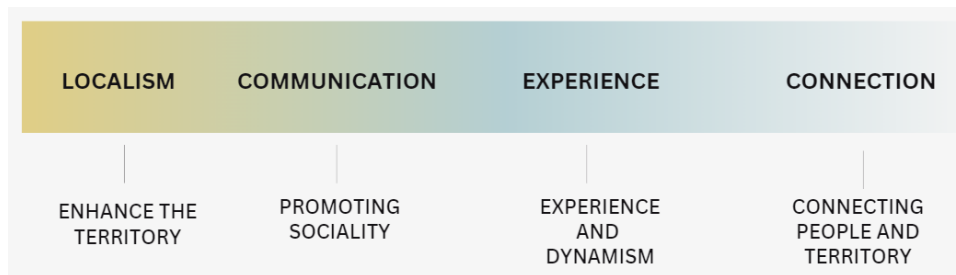 LOCALISM COMMUNICATION EXPERIENCE CONNECTION
ENHANCE THE
TERRITORY
PROMOTING
SOCIALITY
EXPERIENCE
AND
DYNAMISM
CONNECTING
PEOPLE AND
TERRITORY